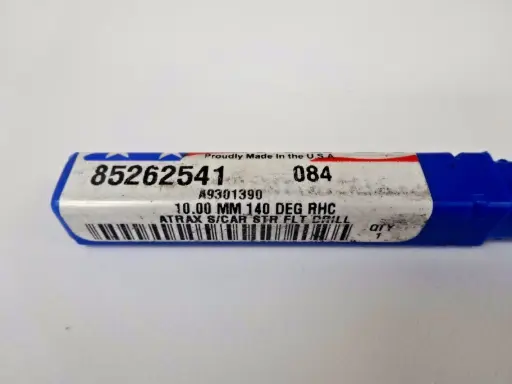 Proudly Made In the U.S.A
85262541 084
A9301390
10.00 MM 140 DEG RHC
ATRAX S/CAR STR FLT DRILL
QTY
1